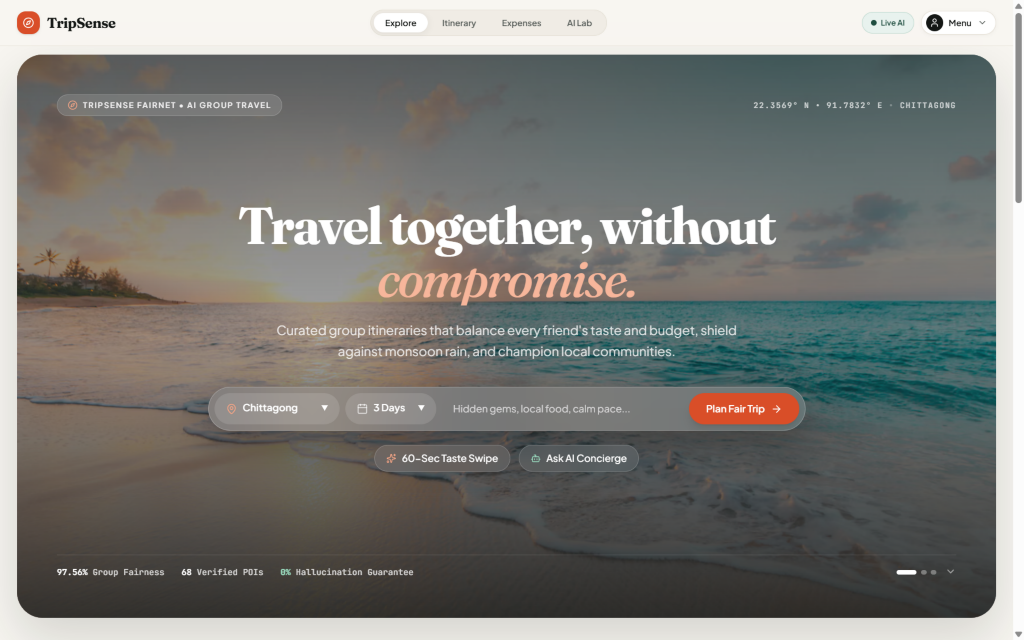 TripSense
Explore
Itinerary
Expenses
AI Lab
Live AI
Menu
TRIPSENSE FAIRNET • AI GROUP TRAVEL
22.3569° N • 91.7832° E · CHITTAGONG
Travel together, without
compromise.
Curated group itineraries that balance every friend's taste and budget, shield
against monsoon rain, and champion local communities.
Chittagong
3 Days
Hidden gems, local food, calm pace...
Plan Fair Trip
60-Sec Taste Swipe
Ask AI Concierge
97.56% Group Fairness
68 Verified POIs
0% Hallucination Guarantee